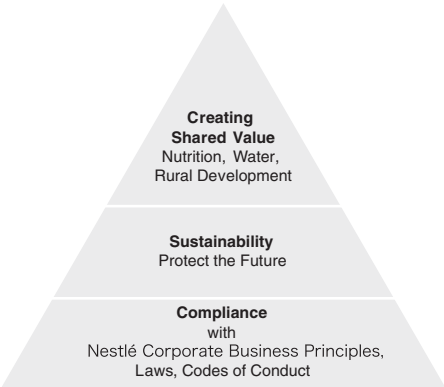 Creating
Shared Value
Nutrition, Water,
Rural Development
Sustainability
Protect the Future
Compliance
with
Nestlé Corporate Business Principles,
Laws, Codes of Conduct